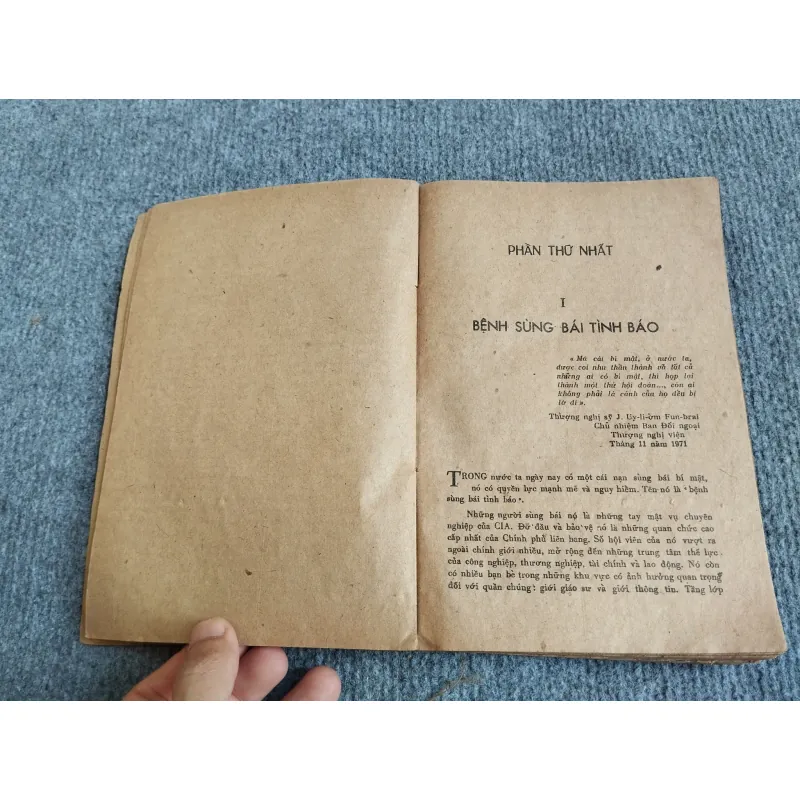 PHẦN THỨ NHẤT
I
BỆNH SÙNG BÁI TÌNH BÁO
« Ma cái bí mật, ở nước ta,
được coi như thần thánh
những ai có bí mật, thì họp lại
thành một thứ hội đoàn..., còn ai
không phải là cánh của họ đều bị
lờ đi ».
Thượng nghị sỹ J. Uy-li-ừm Fun-brai
Chủ nhiệm Ban Đối ngoại
Thượng nghị viện
Tháng 11 năm 1971
TRONG nước ta ngày nay có một cái nạn sùng bái bí mật,
nó có quyền lực mạnh mẽ và nguy hiểm. Tên nó là « bệnh
sùng bái tình báo ».
Những người sùng bái nó là những tay mật vụ chuyên
nghiệp của CIA. Đỡ đầu và bảo vệ nó là những quan chức cao
cấp nhất của Chính phủ liên bang. Số hội viên của nó vượt ra
ngoài chính giới nhiều, mở rộng đến những trung tâm thế lực
của công nghiệp, thương nghiệp, tài chính và lao động. Nó còn
có nhiều bạn bè trong những khu vực có ảnh hưởng quan trọng
đối với quần chúng: giới giáo sư và giới thông tin. Tầng lớp